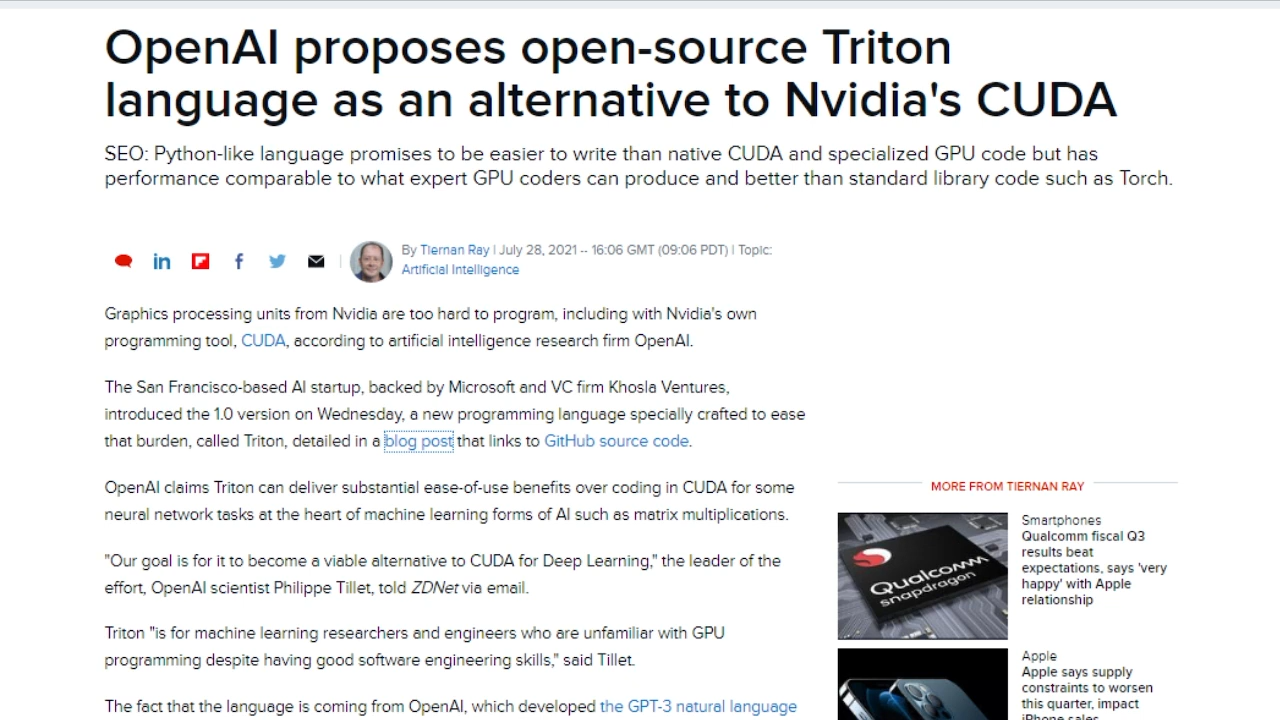 OpenAI proposes open-source Triton
language as an alternative to Nvidia's CUDA
SEO: Python-like language promises to be easier to write than native CUDA and specialized GPU code but has
performance comparable to what expert GPU coders can produce and better than standard library code such as Torch.
in
f
By Tiernan Ray | July 28, 2021 -- 16:06 GMT (09:06 PDT) | Topic:
Artificial Intelligence
Graphics processing units from Nvidia are too hard to program, including with Nvidia's own
programming tool, CUDA, according to artificial intelligence research firm OpenAI.
The San Francisco-based AI startup, backed by Microsoft and VC firm Khosla Ventures,
introduced the 1.0 version on Wednesday, a new programming language specially crafted to ease
that burden, called Triton, detailed in a blog post that links to GitHub source code.
OpenAI claims Triton can deliver substantial ease-of-use benefits over coding in CUDA for some
neural network tasks at the heart of machine learning forms of AI such as matrix multiplications.
"Our goal is for it to become a viable alternative to CUDA for Deep Learning," the leader of the
effort, OpenAI scientist Philippe Tillet, told ZDNet via email.
Triton "is for machine learning researchers and engineers who are unfamiliar with GPU
programming despite having good software engineering skills," said Tillet.
The fact that the language is coming from OpenAI, which developed the GPT-3 natural language
MORE FROM TIERNAN RAY
Qualcomm
snapdragon
Smartphones
Qualcomm fiscal Q3
results beat
expectations, says 'very
happy' with Apple
relationship
Apple
Apple says supply
constraints to worsen
this quarter, impact
iPhone sales